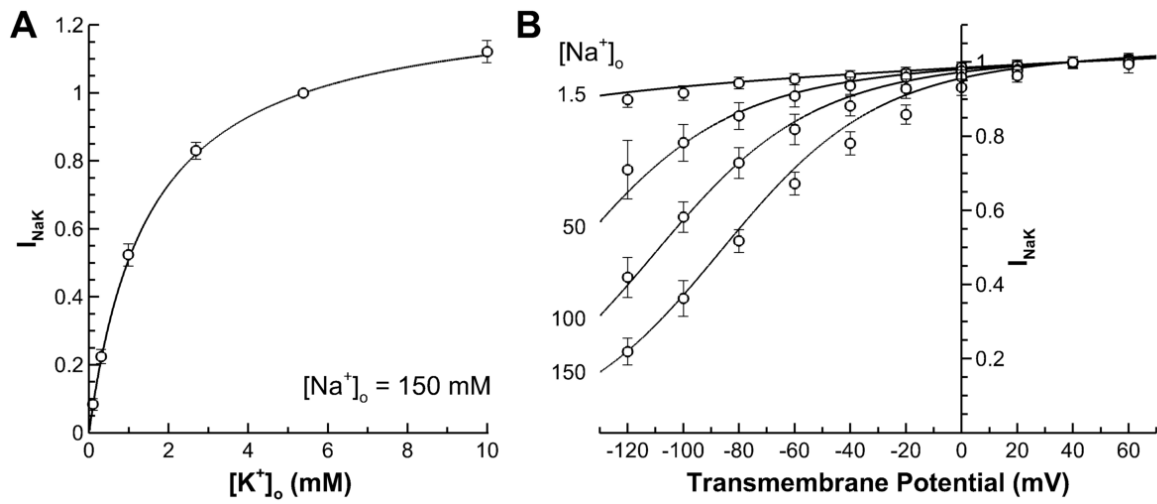 A
1.2
1
0.8
0.6
0.4
0.2
0
I_NaK
0 2 4 6 8 10
[K⁺]ₒ (mM)
[Na⁺]ₒ = 150 mM
B
[Na⁺]ₒ
1.5
50
100
150
1
0.8
0.6
0.4
0.2
I_NaK
-120 -100 -80 -60 -40 -20 0 20 40 60
Transmembrane Potential (mV)